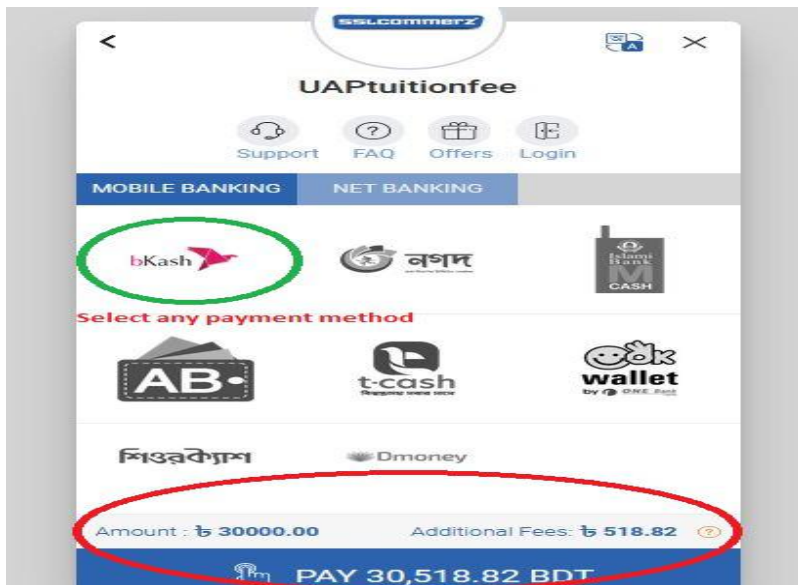 SSLCOMMERZ
UAPtuitionfee
Support FAQ Offers Login
MOBILE BANKING NET BANKING
bKash নগদ Islami Bank M CASH
Select any payment method
AB t-cash OK wallet
by ONE Bank
শিওরক্যাশ Dmoney
Amount : ৳ 30000.00 Additional Fees: ৳ 518.82
PAY 30,518.82 BDT